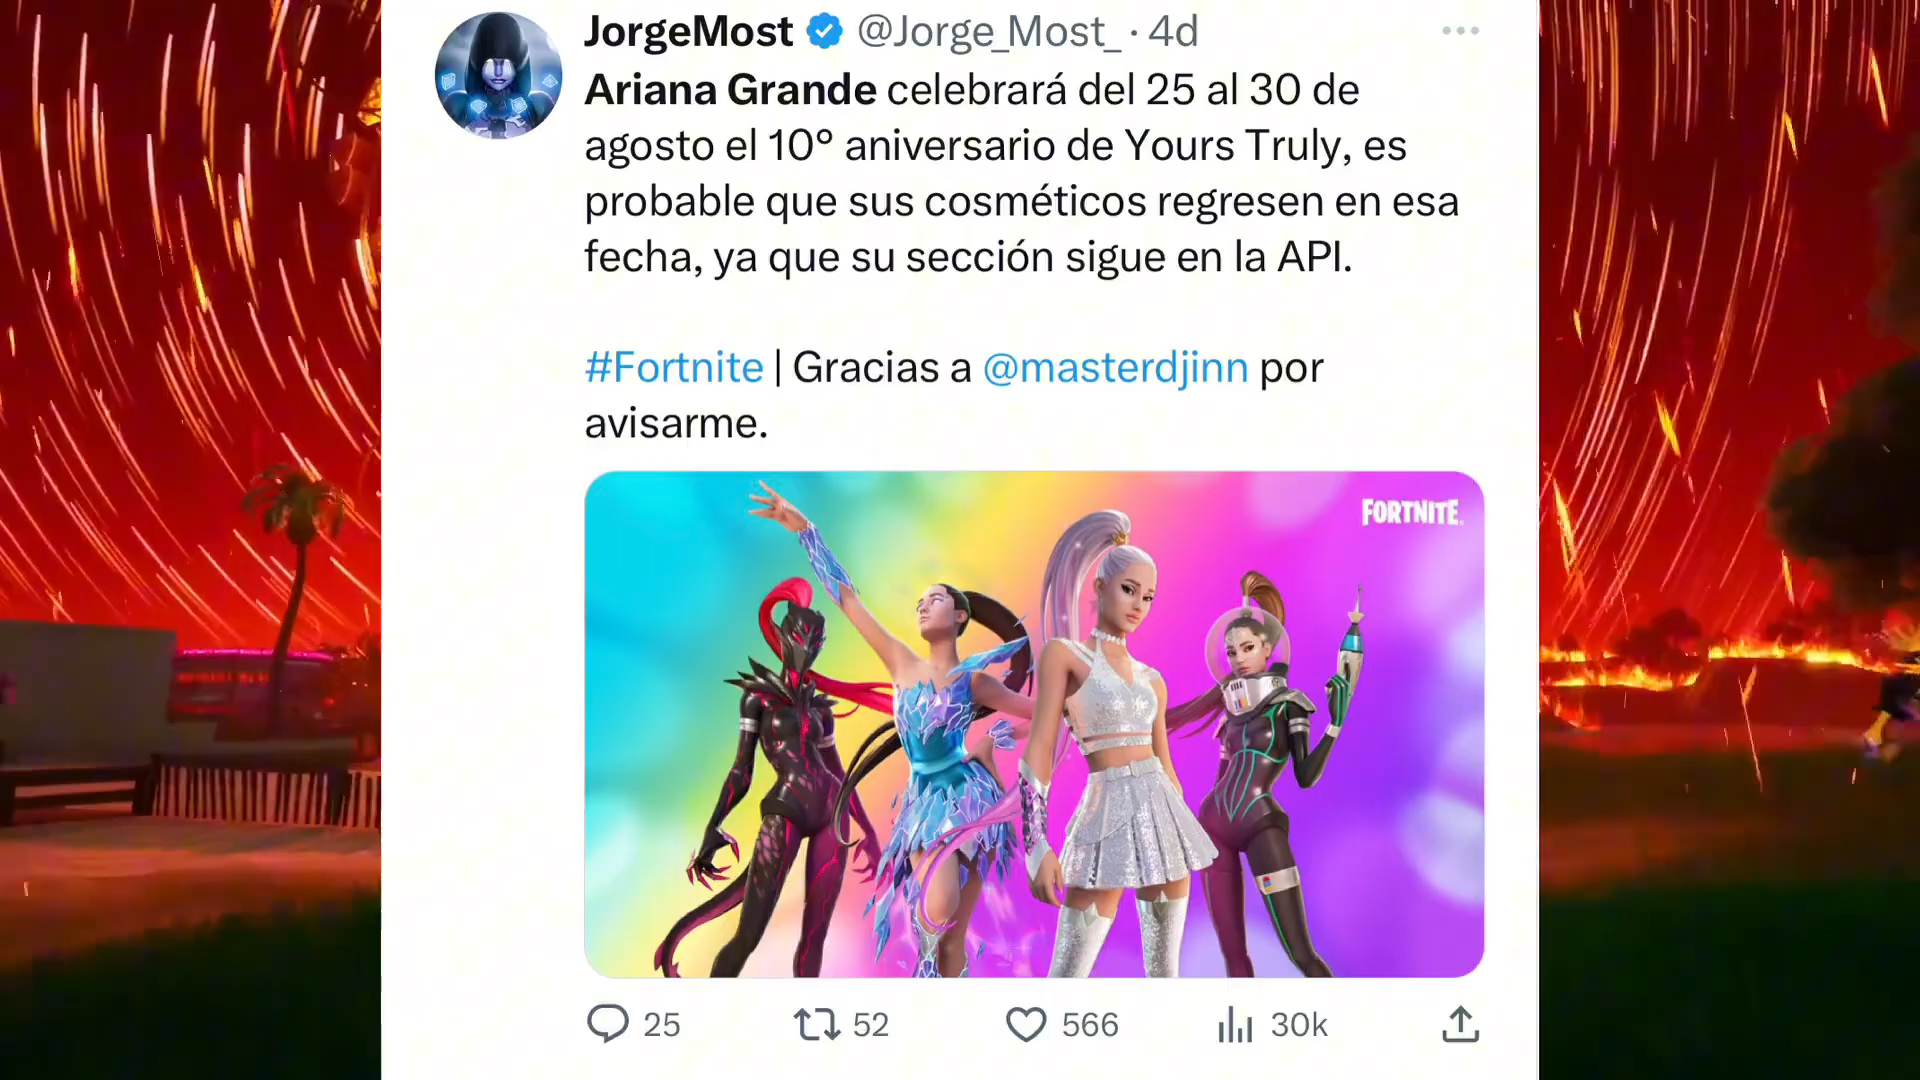 JorgeMost @Jorge_Most_ · 4d
Ariana Grande celebrará del 25 al 30 de
agosto el 10° aniversario de Yours Truly, es
probable que sus cosméticos regresen en esa
fecha, ya que su sección sigue en la API.
#Fortnite | Gracias a @masterdjinn por
avisarme.
FORTNITE
25 52 566 30k